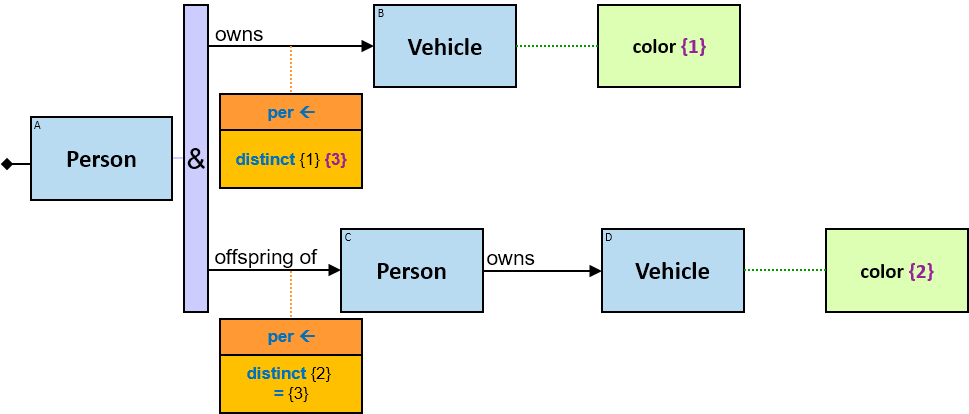 owns
B
Vehicle
color {1}
per ←
distinct {1} {3}
A
Person
&
offspring of
C
Person
owns
D
Vehicle
color {2}
per ←
distinct {2}
= {3}